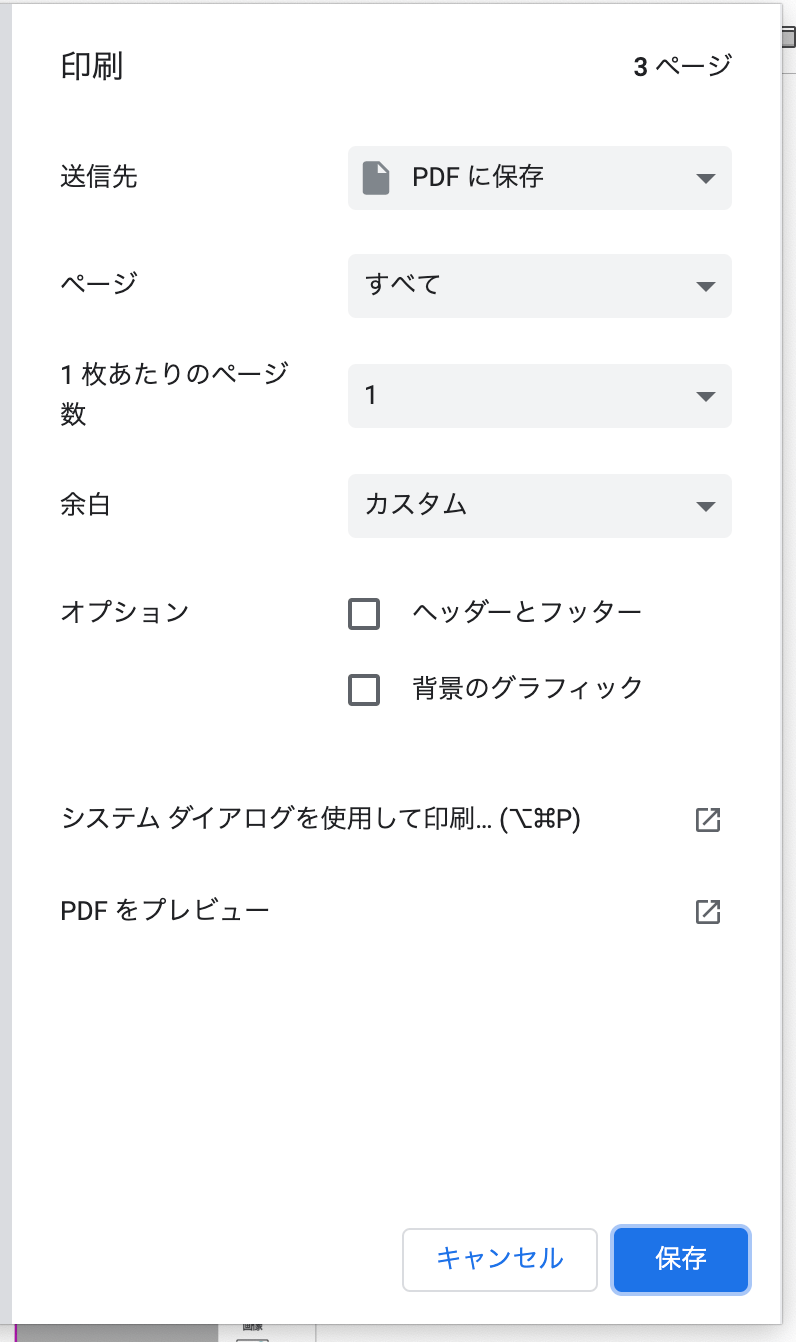 印刷
3 ページ
送信先
PDF に保存
ページ
すべて
1 枚あたりのページ
数
1
余白
カスタム
オプション
ヘッダーとフッター
背景のグラフィック
システム ダイアログを使用して印刷... (⌥⌘P)
PDF をプレビュー
キャンセル
保存
画像